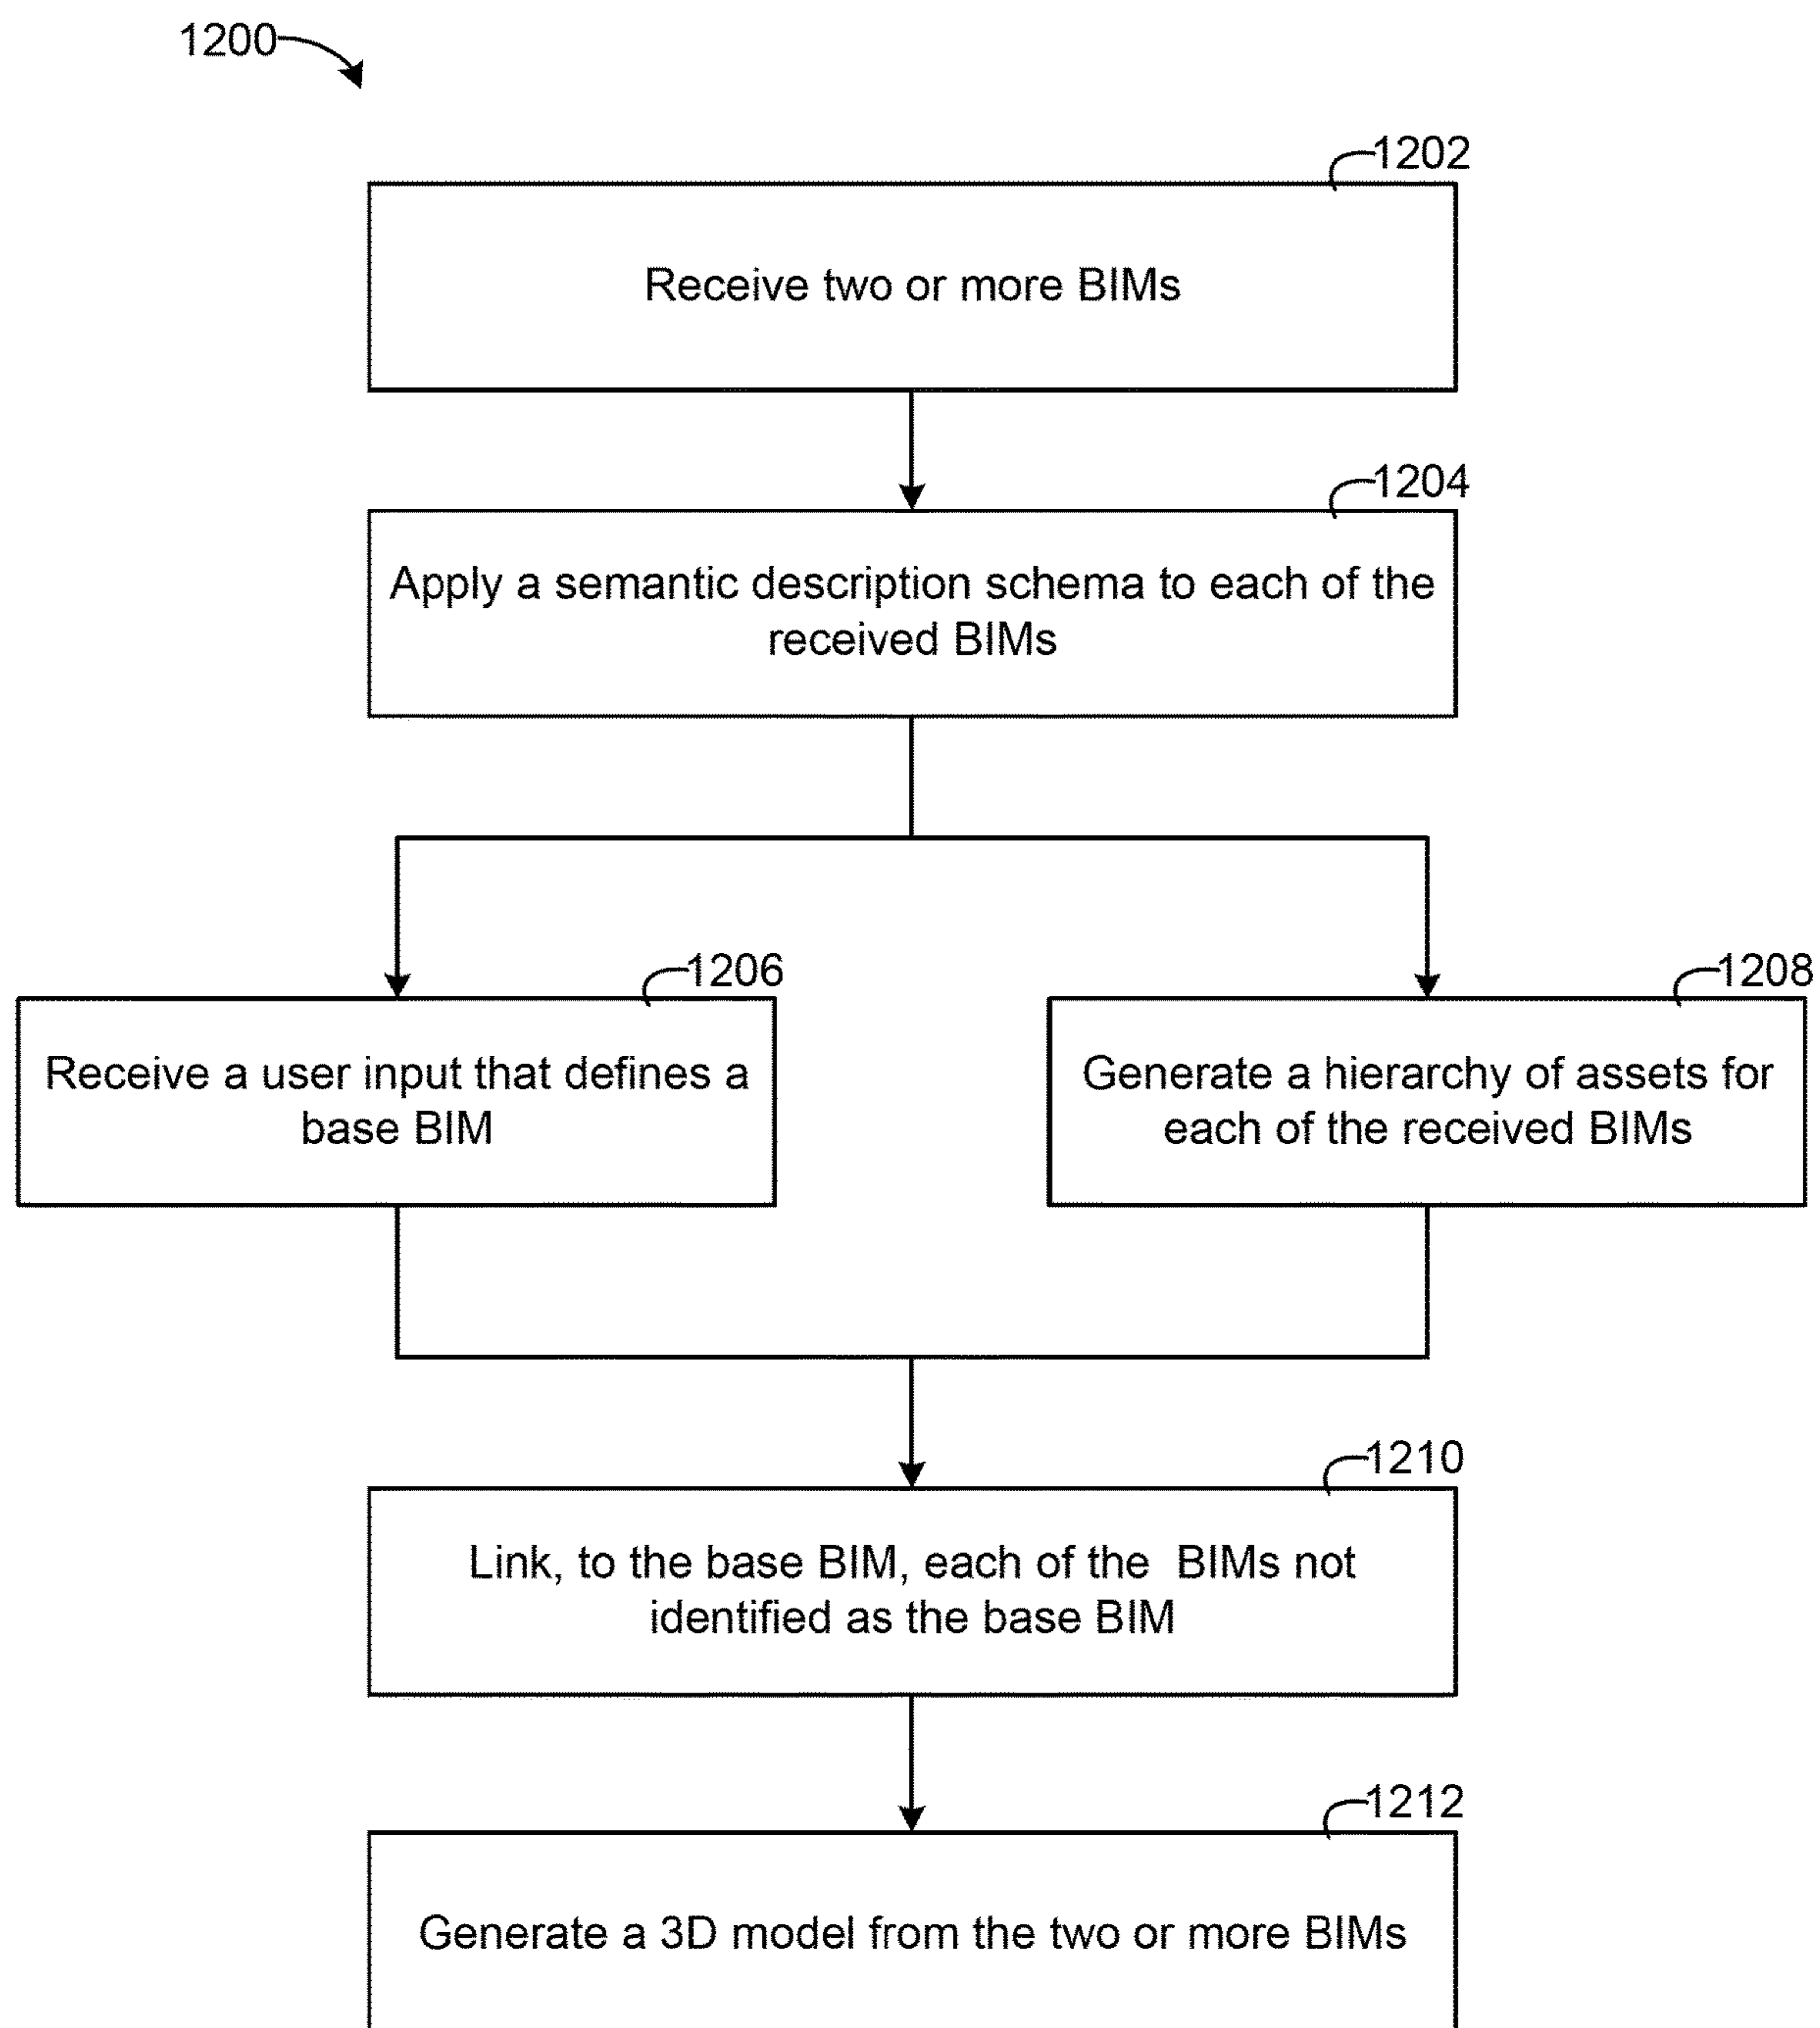 1200
1202
Receive two or more BIMs
1204
Apply a semantic description schema to each of the
received BIMs
1206
Receive a user input that defines a
base BIM
1208
Generate a hierarchy of assets for
each of the received BIMs
1210
Link, to the base BIM, each of the  BIMs not
identified as the base BIM
1212
Generate a 3D model from the two or more BIMs